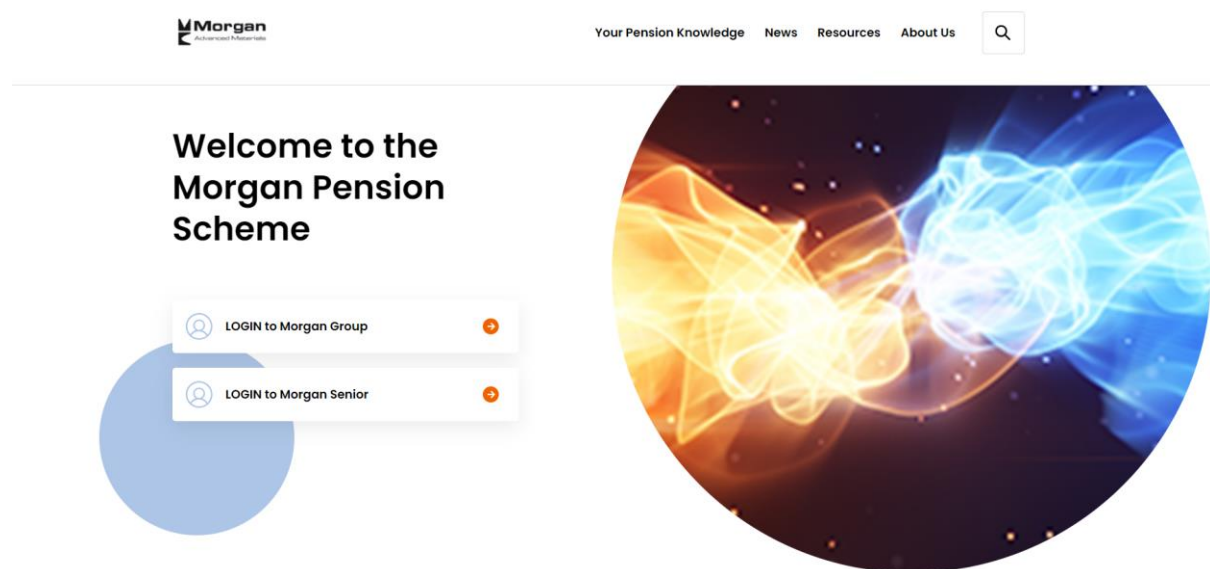 Morgan
Advanced Materials
Your Pension Knowledge News Resources About Us
Welcome to the
Morgan Pension
Scheme
LOGIN to Morgan Group
LOGIN to Morgan Senior